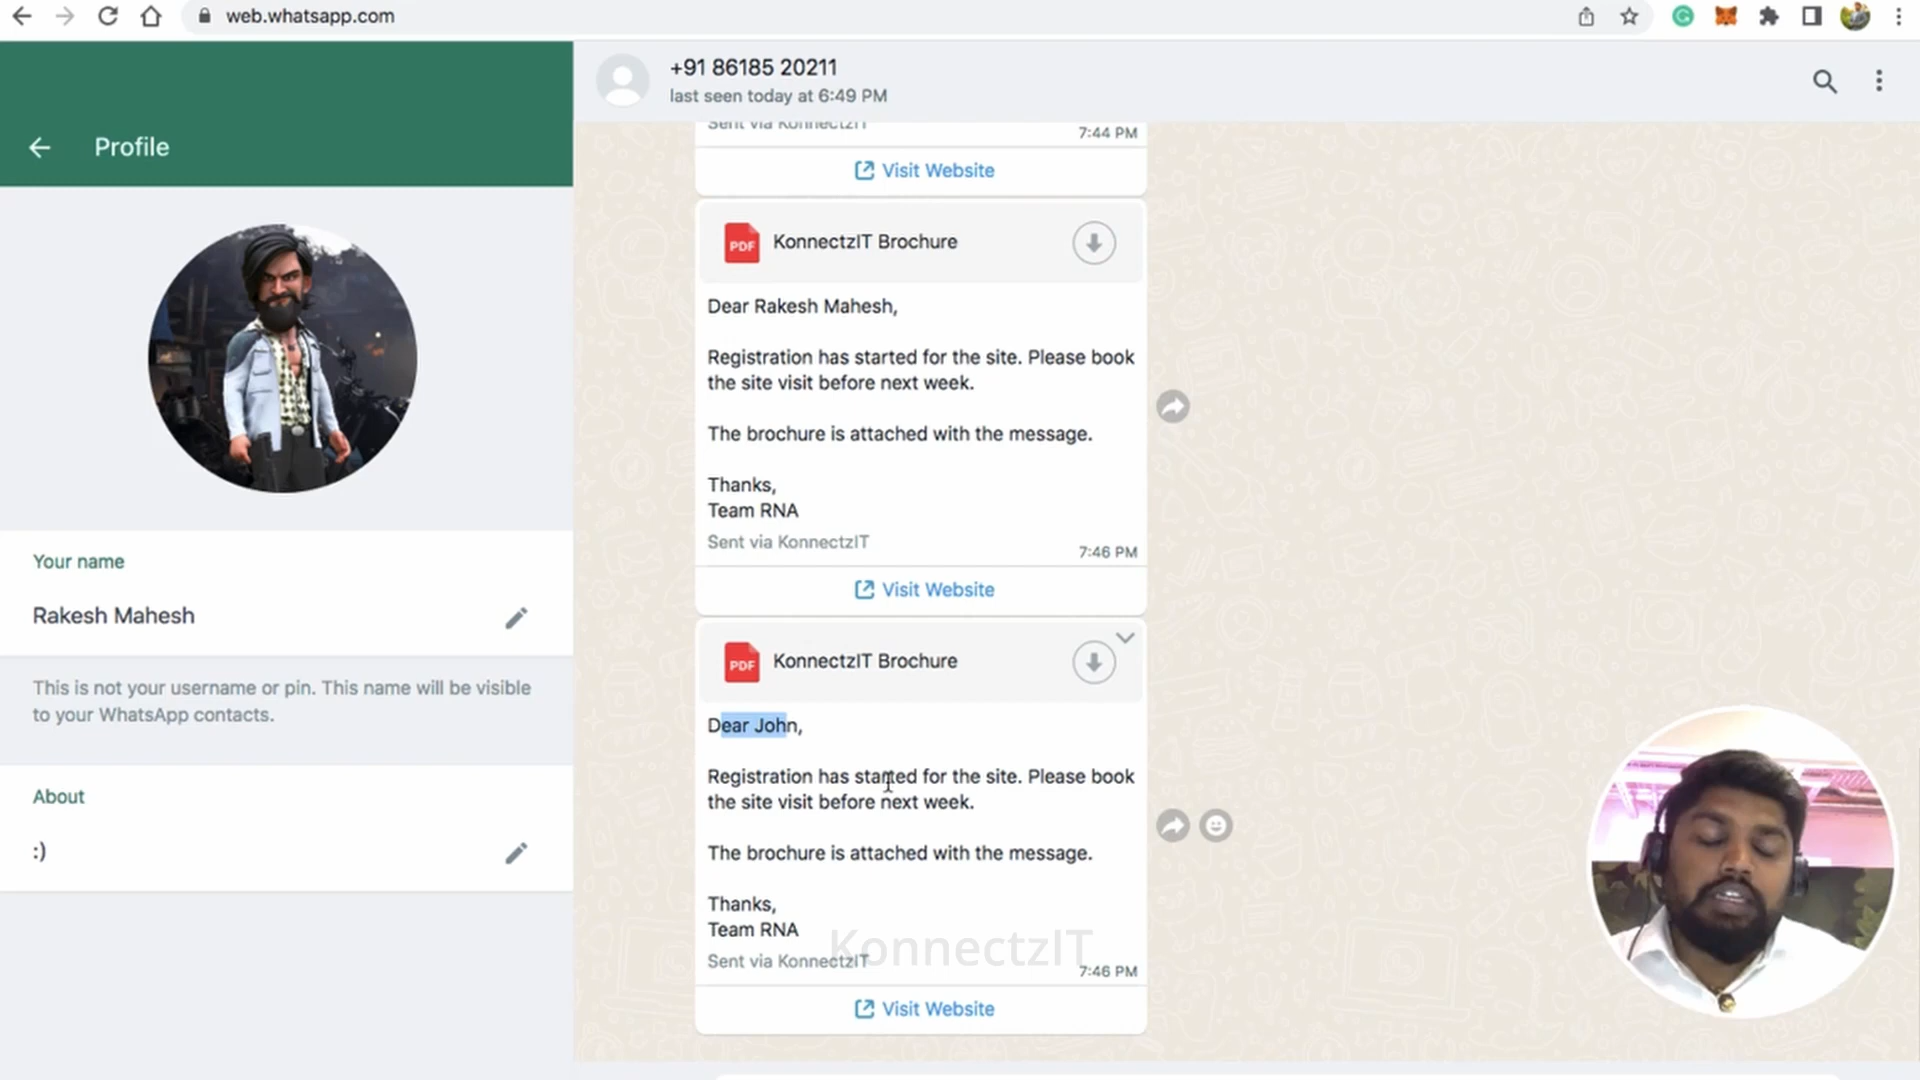 web.whatsapp.com
Profile
Your name
Rakesh Mahesh
This is not your username or pin. This name will be visible
to your WhatsApp contacts.
About
:)
+91 86185 20211
last seen today at 6:49 PM
Sent via KonnectzIT
7:44 PM
Visit Website
PDF
KonnectzIT Brochure
Dear Rakesh Mahesh,
Registration has started for the site. Please book
the site visit before next week.
The brochure is attached with the message.
Thanks,
Team RNA
Sent via KonnectzIT
7:46 PM
Visit Website
PDF
KonnectzIT Brochure
Dear John,
Registration has started for the site. Please book
the site visit before next week.
The brochure is attached with the message.
Thanks,
Team RNA
Sent via KonnectzIT
7:46 PM
KonnectzIT
Visit Website